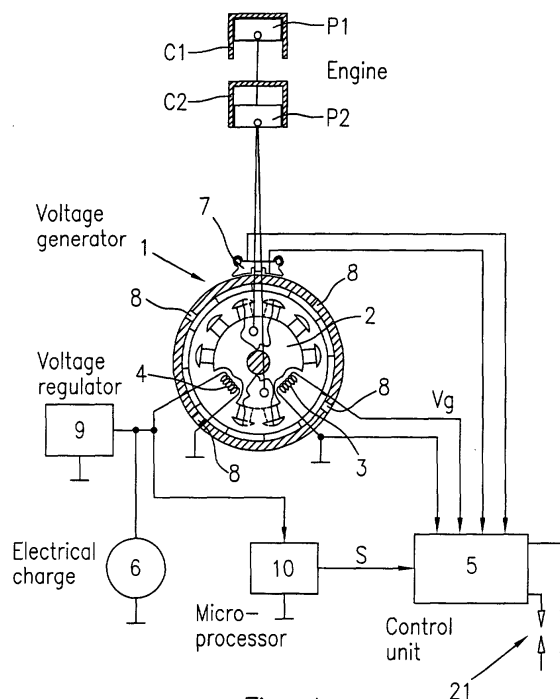 P1
C1
Engine
C2
P2
Voltage
generator
7
1
8
8
2
Voltage
regulator
4
8
9
Vg
8
3
Electrical
charge
6
10
S
5
Micro-
processor
Control
unit
21